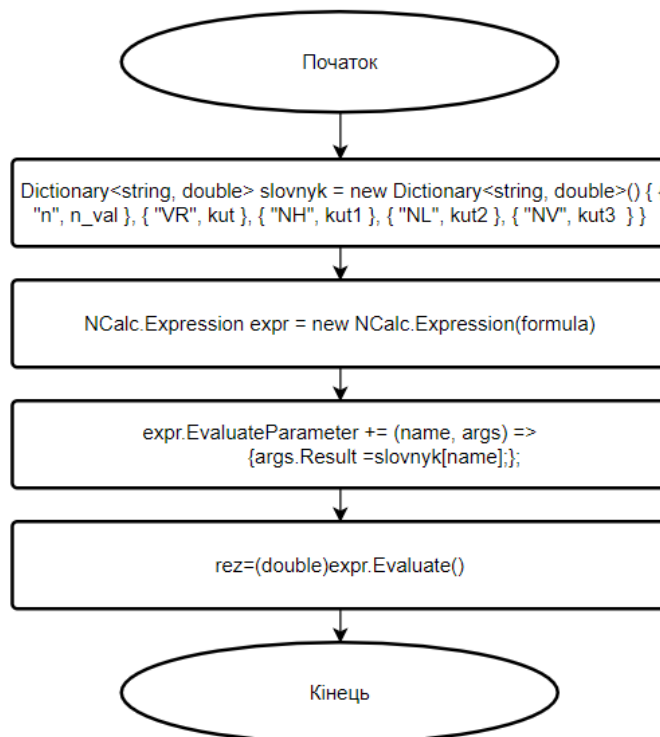 Початок
Dictionary<string, double> slovnyk = new Dictionary<string, double>() { {
"n", n_val }, { "VR", kut }, { "NH", kut1 }, { "NL", kut2 }, { "NV", kut3  } }
NCalc.Expression expr = new NCalc.Expression(formula)
expr.EvaluateParameter += (name, args) =>
{args.Result =slovnyk[name];};
rez=(double)expr.Evaluate()
Кінець